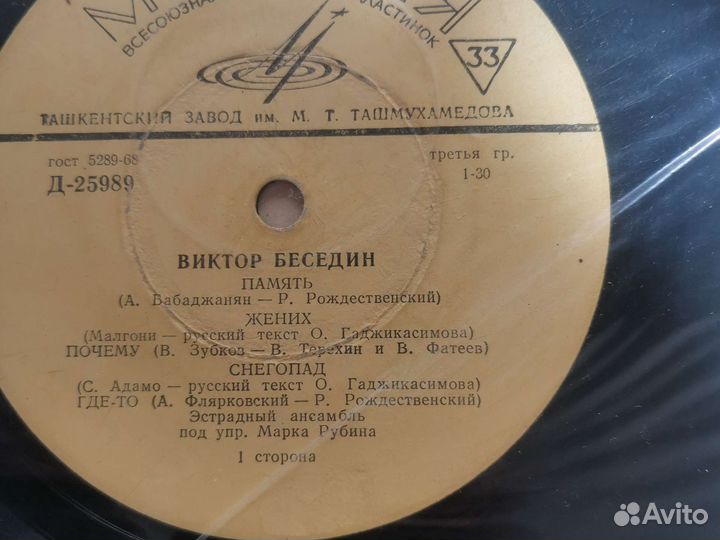 ВСЕСОЮЗНАЯ
ПЛАСТИНОК
33
ТАШКЕНТСКИЙ ЗАВОД им. М. Т. ТАШМУХАМЕДОВА
гост 5289-68
третья гр.
Д-25989
1-30
ВИКТОР БЕСЕДИН
ПАМЯТЬ
(А. Бабаджанян — Р. Рождественский)
ЖЕНИХ
(Малгони — русский текст О. Гаджикасимова)
ПОЧЕМУ (В. Зубков — В. Терехин и В. Фатеев)
СНЕГОПАД
(С. Адамо — русский текст О. Гаджикасимова)
ГДЕ-ТО (А. Флярковский — Р. Рождественский)
Эстрадный ансамбль
под упр. Марка Рубина
1 сторона
Avito